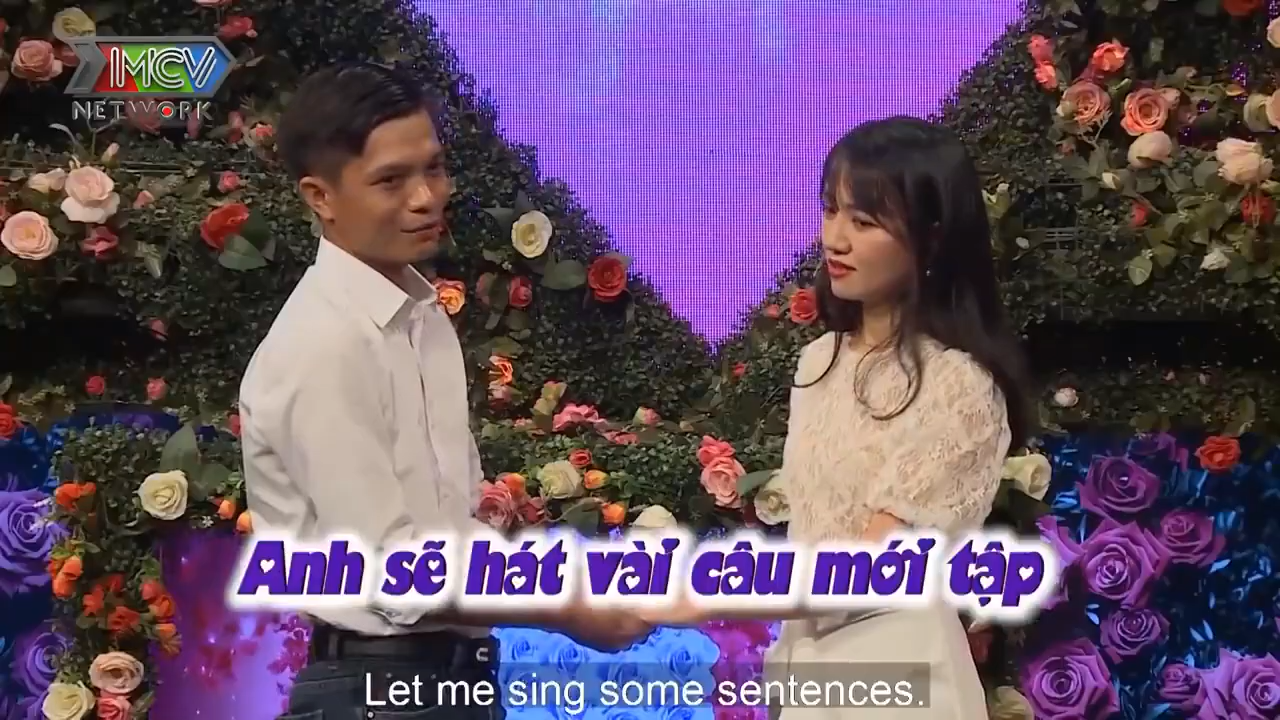 MCV
NETWORK
Anh sẽ hát vài câu mới tập
Let me sing some sentences.